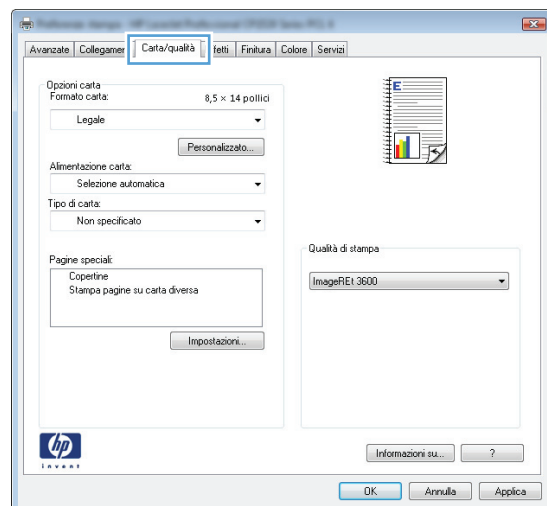 Avanzate Collegamer Carta/qualità fetti Finitura Colore Servizi
Opzioni carta
Formato carta: 8,5 × 14 pollici
Legale
Personalizzato...
Alimentazione carta:
Selezione automatica
Tipo di carta:
Non specificato
Pagine speciali:
Copertine
Stampa pagine su carta diversa
Impostazioni...
E
Qualità di stampa
ImageREt 3600
hp
invent
Informazioni su... ?
OK Annulla Applica